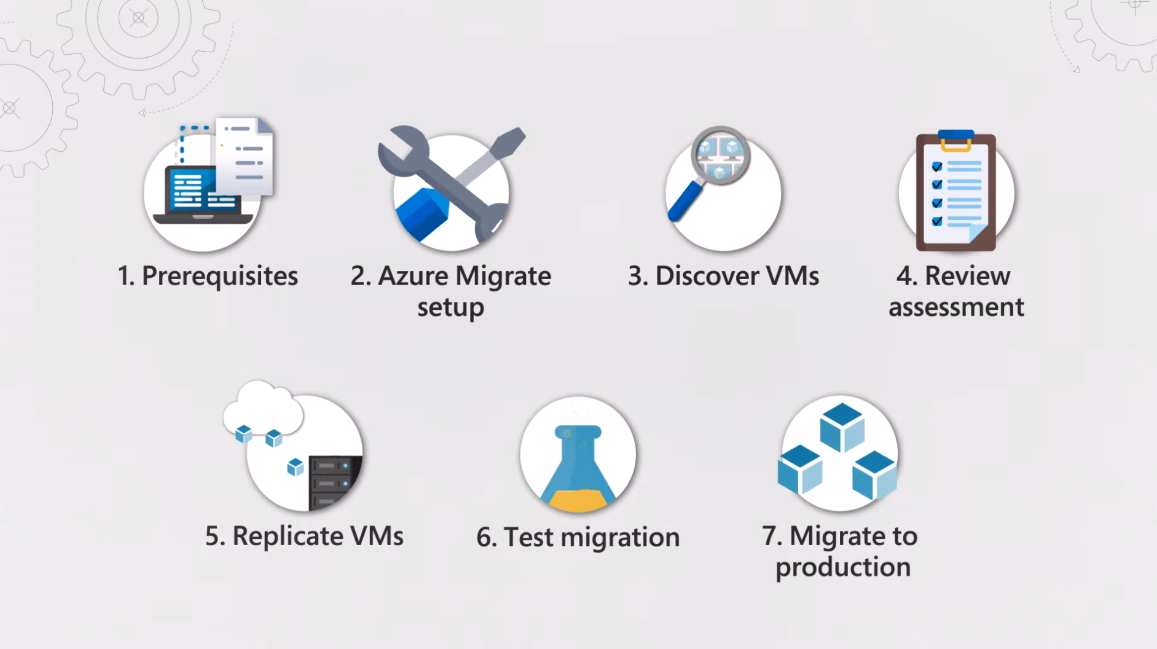 1. Prerequisites
2. Azure Migrate
setup
3. Discover VMs
4. Review
assessment
5. Replicate VMs
6. Test migration
7. Migrate to
production